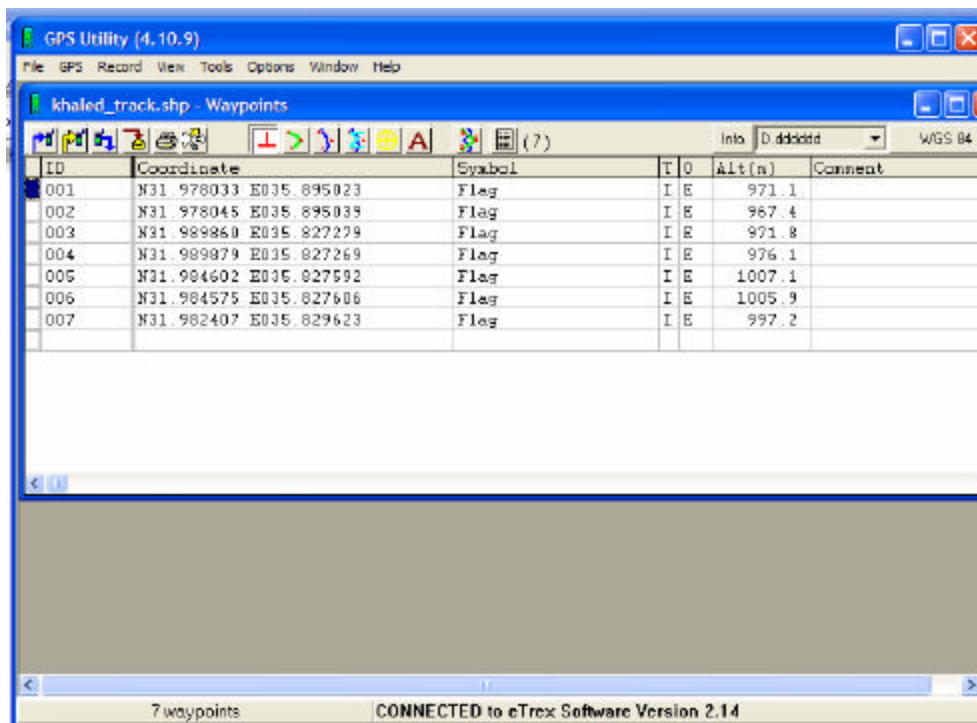 GPS Utility (4.10.9)
File GPS Record View Tools Options Window Help
khaled_track.shp - Waypoints
A (7) Info D.dddddd WGS 84
ID Coordinate Symbol T O Alt(m) Comment
001 N31.978033 E035.895023 Flag I E 971.1
002 N31.978045 E035.895039 Flag I E 967.4
003 N31.989860 E035.827279 Flag I E 971.8
004 N31.989879 E035.827269 Flag I E 976.1
005 N31.984602 E035.827592 Flag I E 1007.1
006 N31.984575 E035.827606 Flag I E 1005.9
007 N31.982407 E035.829623 Flag I E 997.2
7 waypoints CONNECTED to eTrex Software Version 2.14